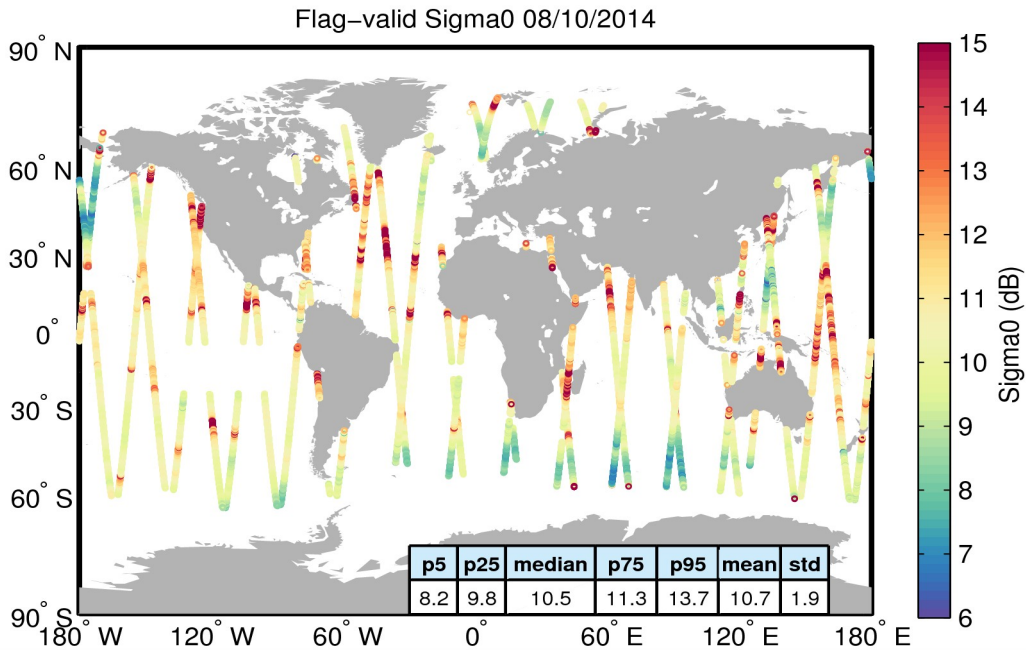 Flag−valid Sigma0 08/10/2014
90° N
60° N
30° N
0°
30° S
60° S
90° S
180° W
120° W
60° W
0°
60° E
120° E
180° E
p5 p25 median p75 p95 mean std
8.2 9.8 10.5 11.3 13.7 10.7 1.9
15
14
13
12
11
10
9
8
7
6
Sigma0 (dB)